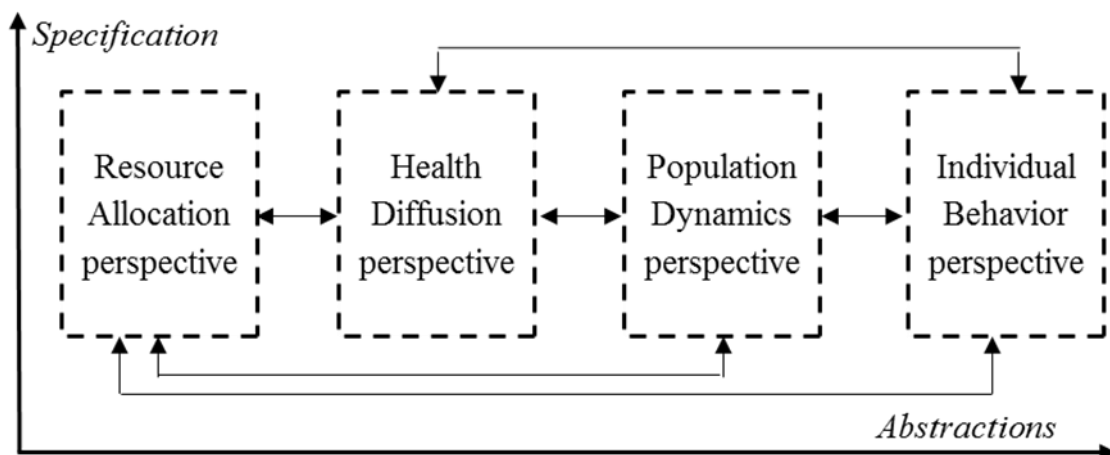 Specification
Resource
Allocation
perspective
Health
Diffusion
perspective
Population
Dynamics
perspective
Individual
Behavior
perspective
Abstractions